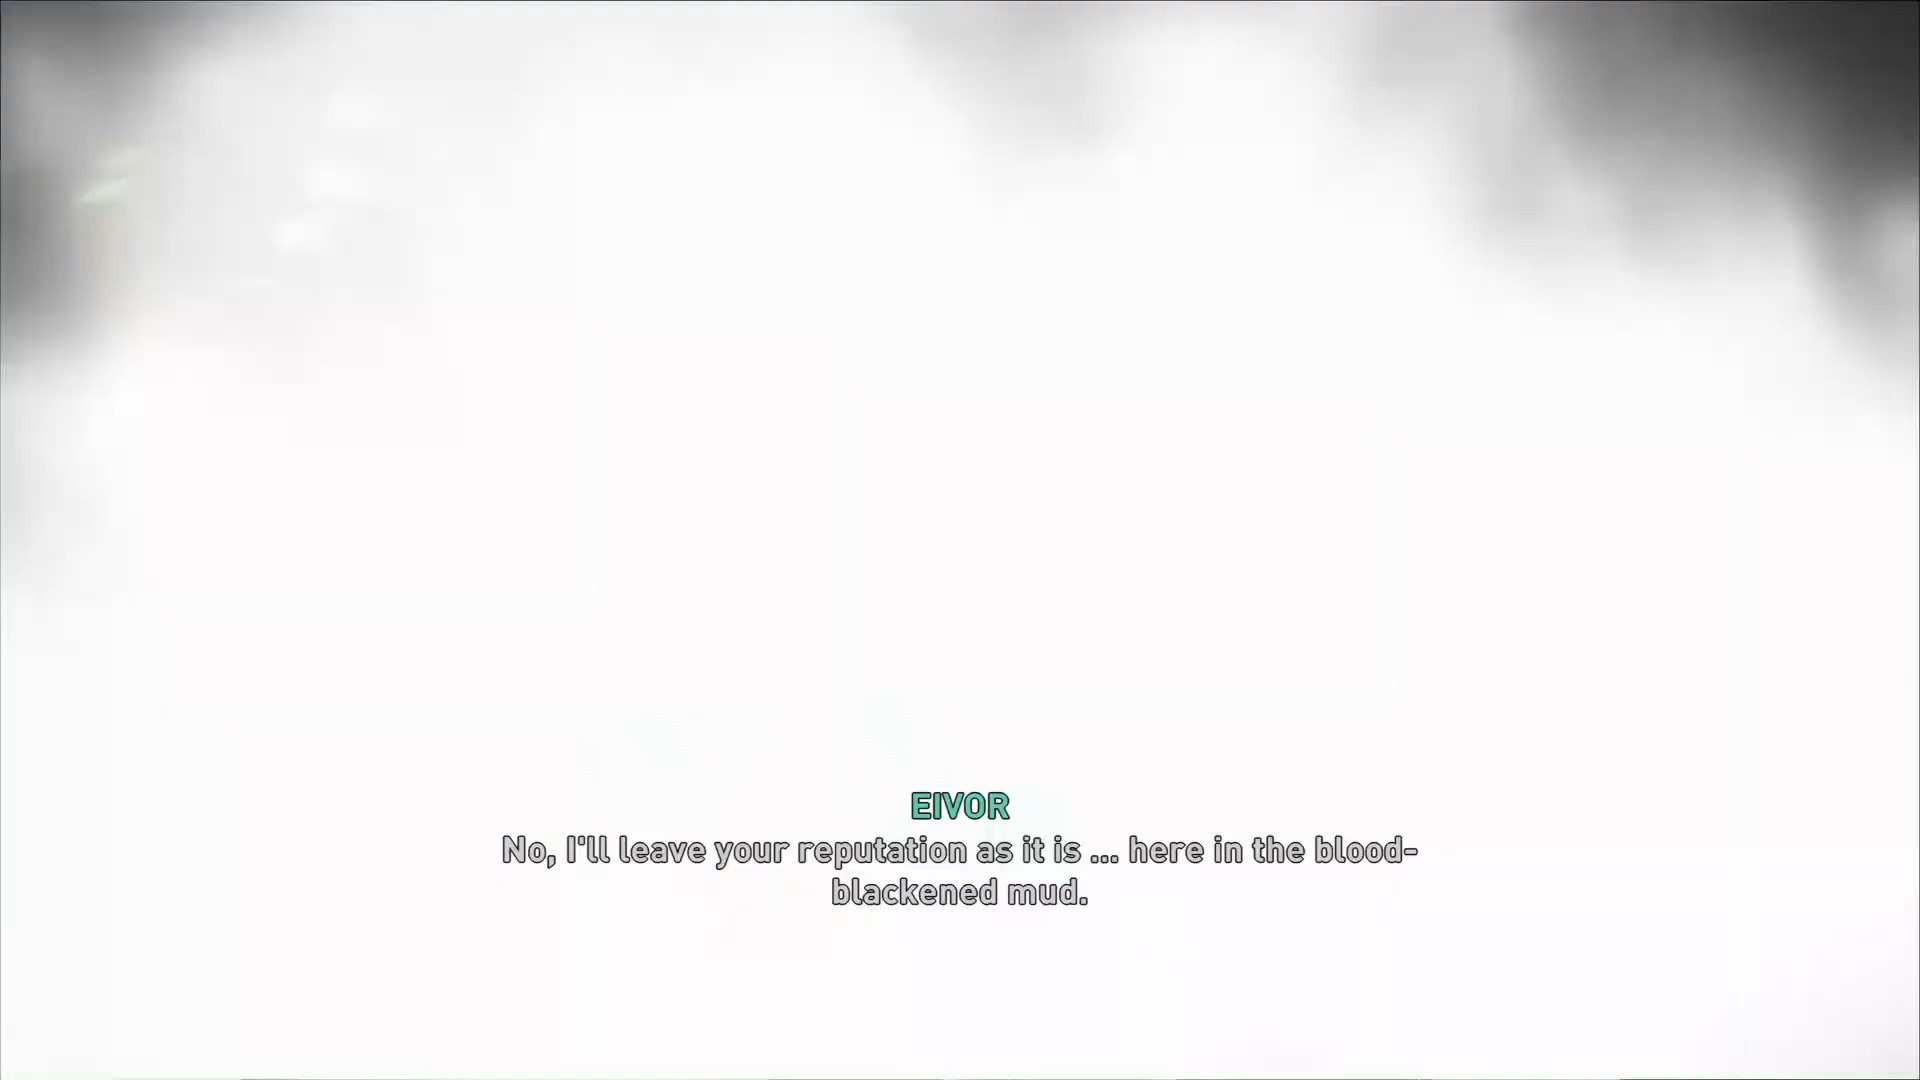 EIVOR
No, I'll leave your reputation as it is ... here in the blood-
blackened mud.